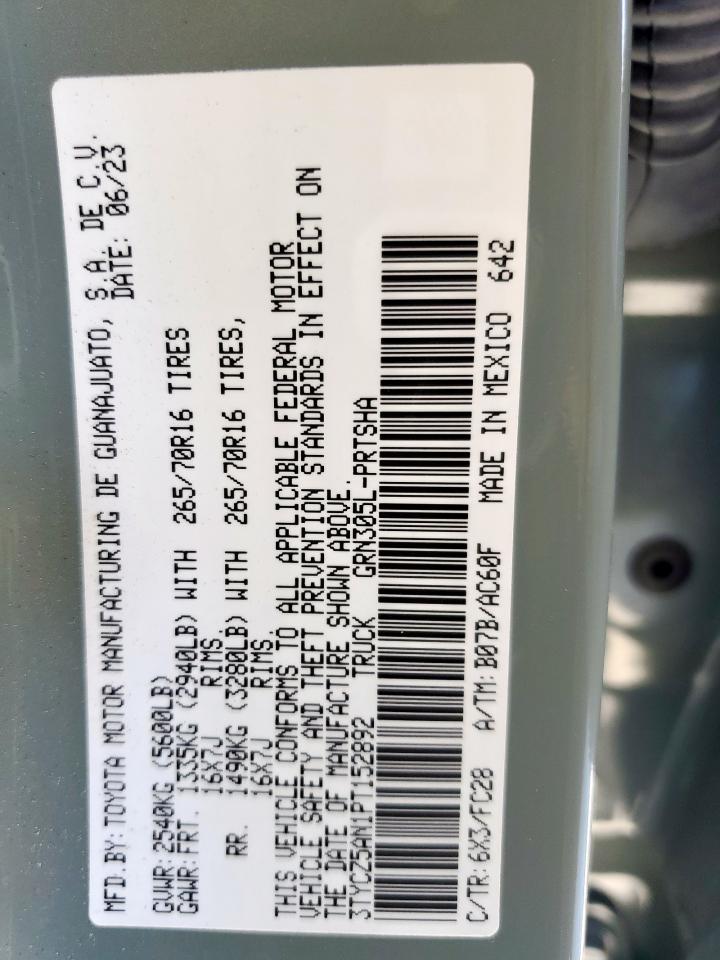 MFD. BY: TOYOTA MOTOR MANUFACTURING DE GUANAJUATO, S.A. DE C.V.
DATE: 06/23
GVWR: 2540KG (5600LB)
GAWR: FRT. 1335KG (2940LB) WITH 265/70R16 TIRES
16X7J RIMS.
RR. 1490KG (3280LB) WITH 265/70R16 TIRES,
16X7J RIMS.
THIS VEHICLE CONFORMS TO ALL APPLICABLE FEDERAL MOTOR
VEHICLE SAFETY AND THEFT PREVENTION STANDARDS IN EFFECT ON
THE DATE OF MANUFACTURE SHOWN ABOVE.
3TYCZ5AN1PT152892 TRUCK GRN305L-PRTSHA
C/TR: 6X3/FC28 A/TM: B07B/AC60F MADE IN MEXICO 642